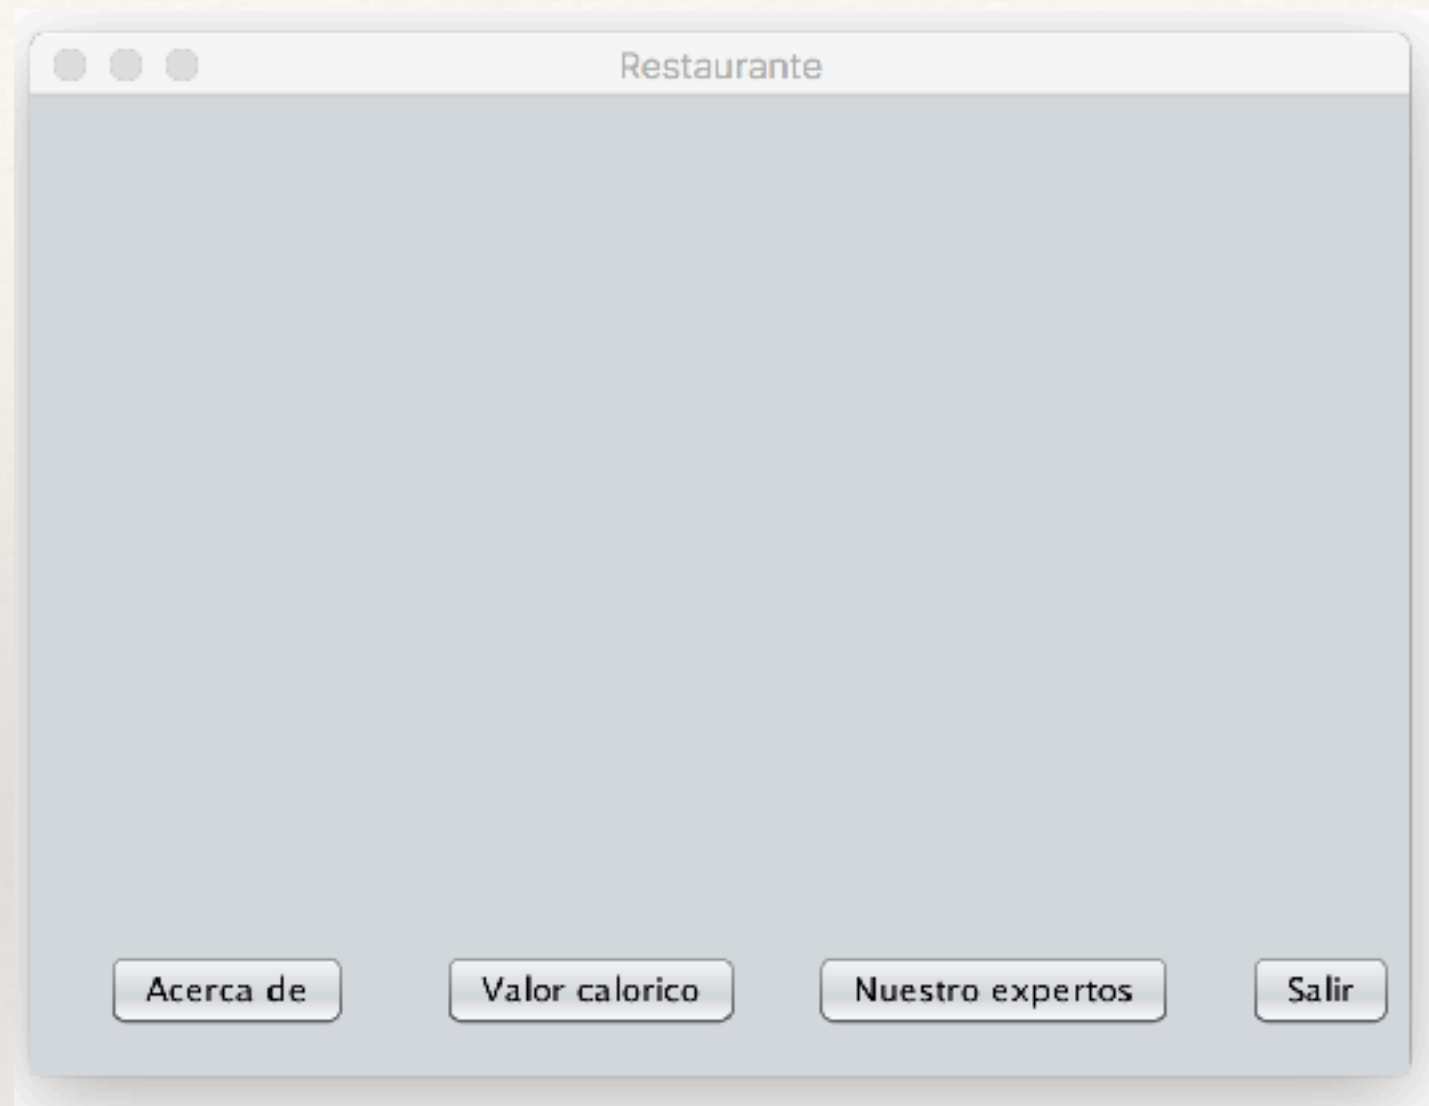 Restaurante
Acerca de
Valor calorico
Nuestro expertos
Salir